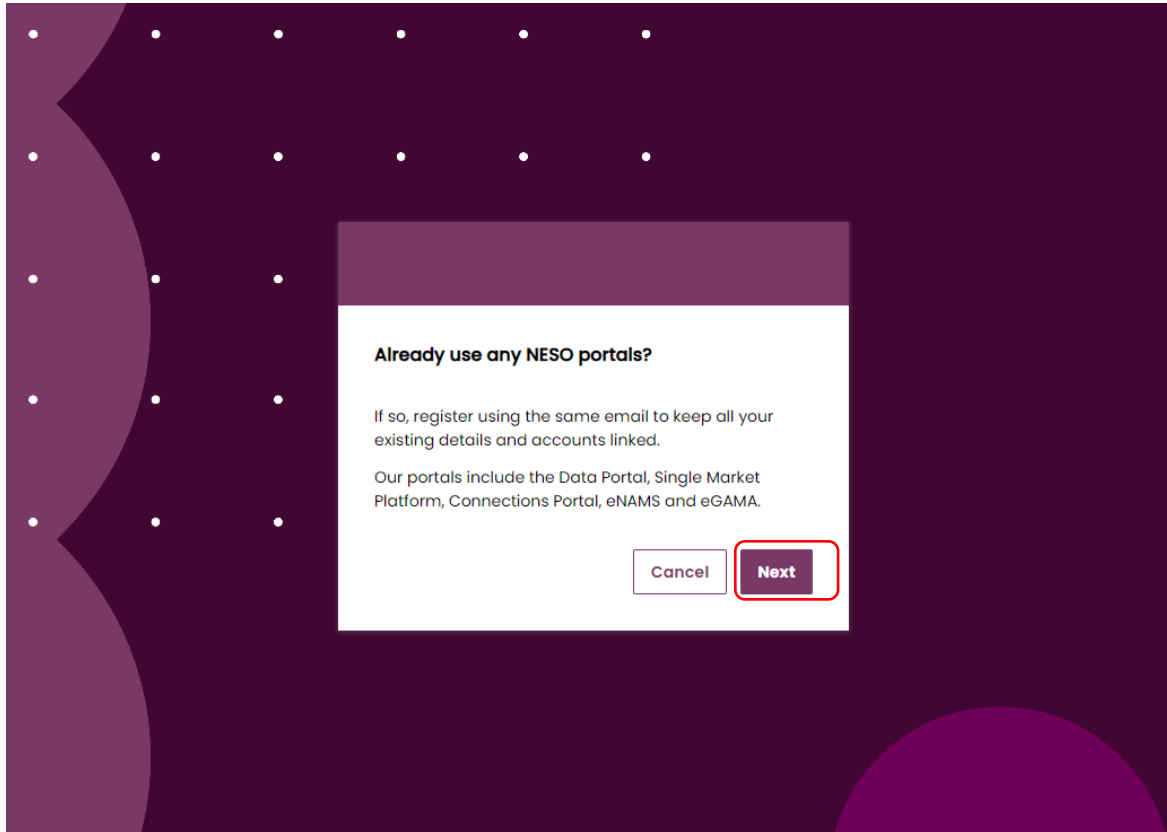 Already use any NESO portals?
If so, register using the same email to keep all your
existing details and accounts linked.
Our portals include the Data Portal, Single Market
Platform, Connections Portal, eNAMS and eGAMA.
Cancel
Next